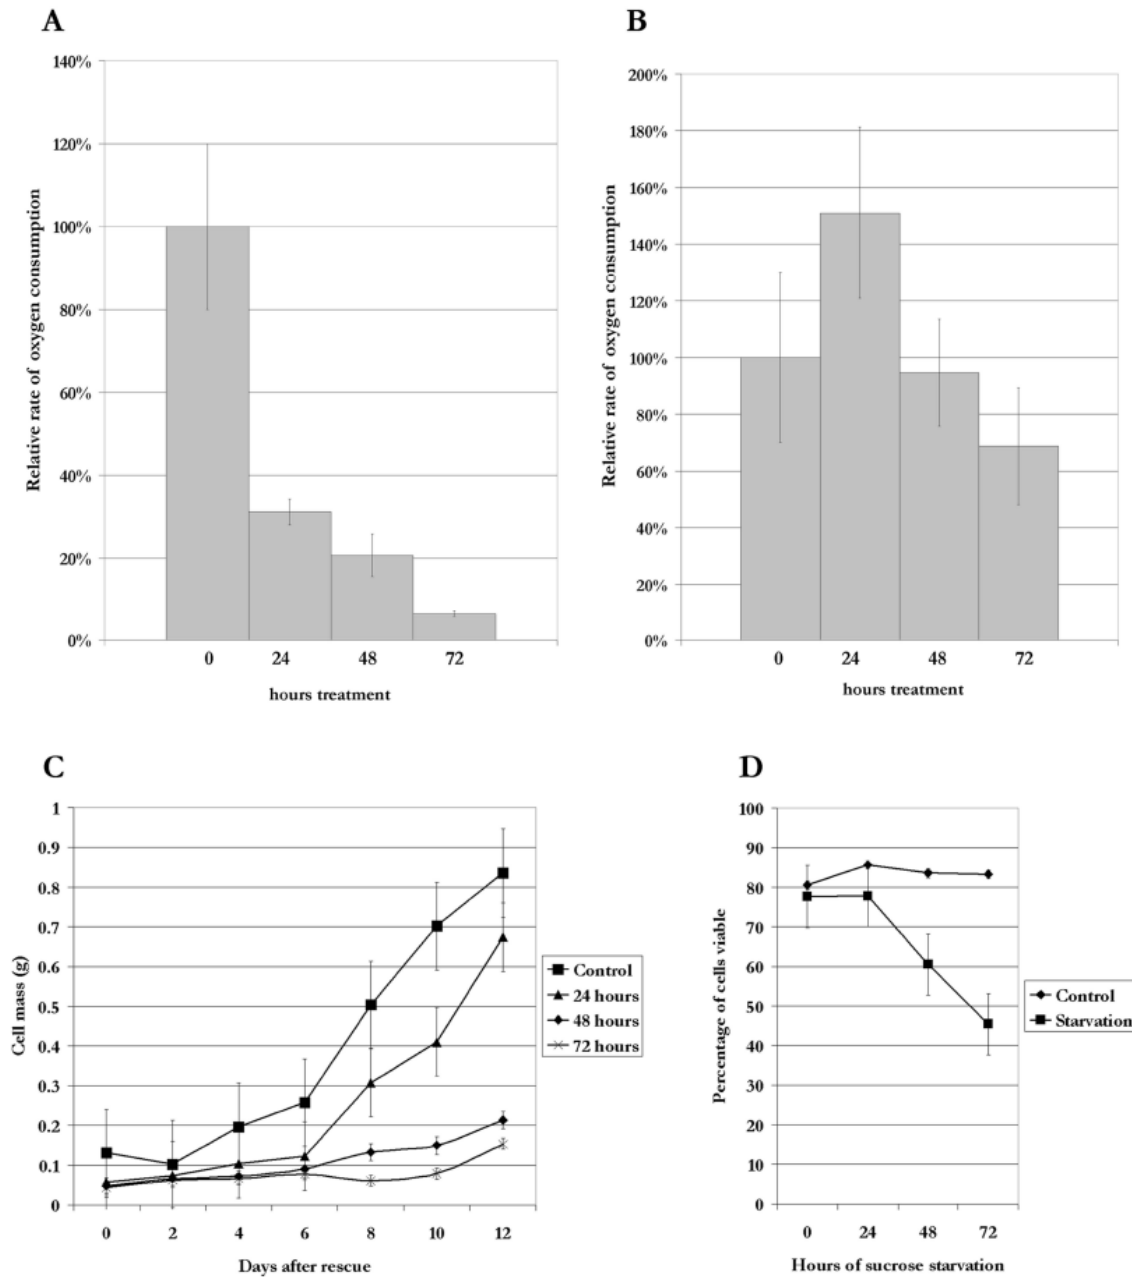 A
140%
120%
100%
80%
60%
40%
20%
0%
Relative rate of oxygen consumption
0 24 48 72
hours treatment
B
200%
180%
160%
140%
120%
100%
80%
60%
40%
20%
0%
Relative rate of oxygen consumption
0 24 48 72
hours treatment
C
1
0.9
0.8
0.7
0.6
0.5
0.4
0.3
0.2
0.1
0
Cell mass (g)
0 2 4 6 8 10 12
Days after rescue
Control
24 hours
48 hours
72 hours
D
100
90
80
70
60
50
40
30
20
10
0
Percentage of cells viable
0 24 48 72
Hours of sucrose starvation
Control
Starvation